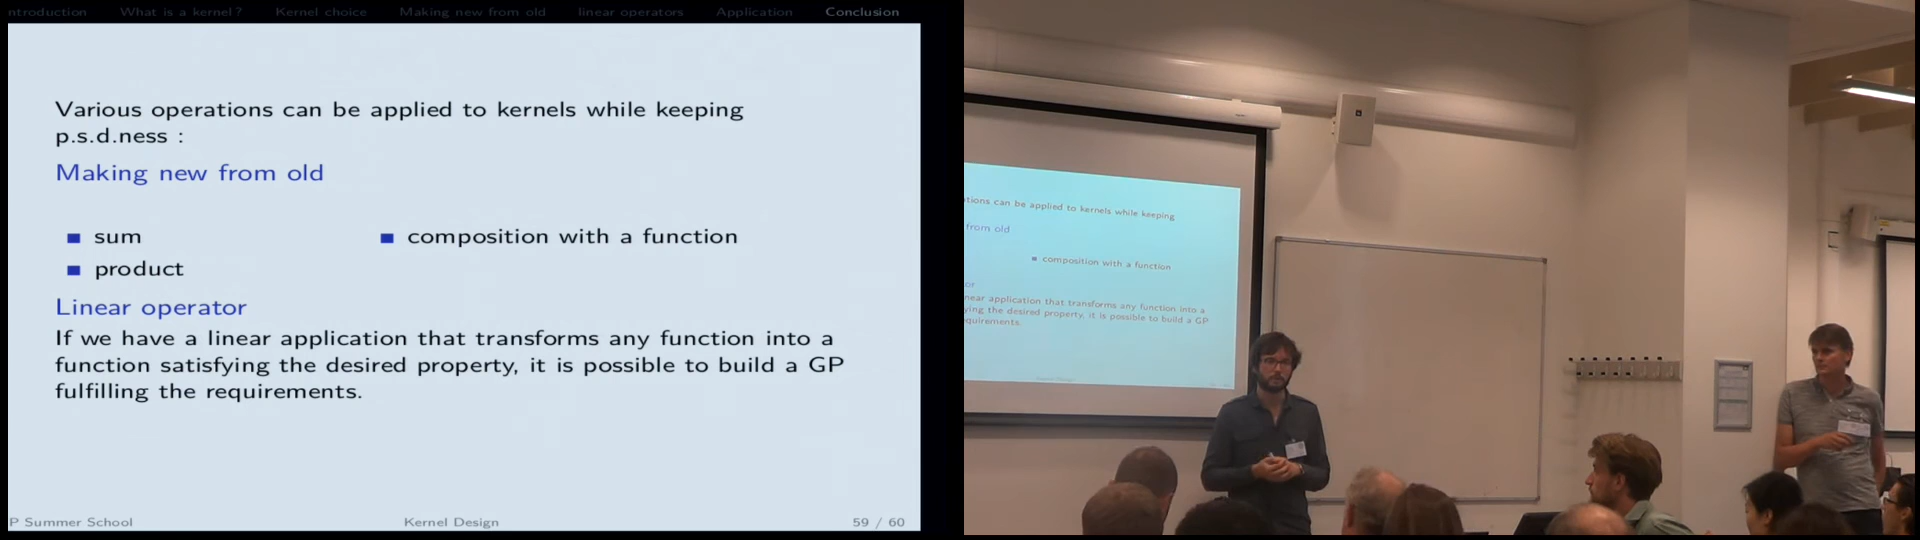 ntroduction What is a kernel? Kernel choice Making new from old linear operators Application Conclusion
Various operations can be applied to kernels while keeping
p.s.d.ness :
Making new from old
sum
composition with a function
product
Linear operator
If we have a linear application that transforms any function into a
function satisfying the desired property, it is possible to build a GP
fulfilling the requirements.
P Summer School Kernel Design 59 / 60
tions can be applied to kernels while keeping
from old
composition with a function
or
near application that transforms any function into a
ying the desired property, it is possible to build a GP
quirements.